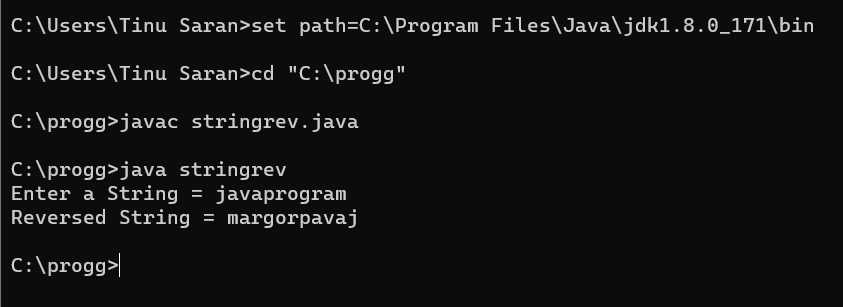 C:\Users\Tinu Saran>set path=C:\Program Files\Java\jdk1.8.0_171\bin
C:\Users\Tinu Saran>cd "C:\progg"
C:\progg>javac stringrev.java
C:\progg>java stringrev
Enter a String = javaprogram
Reversed String = margorpavaj
C:\progg>